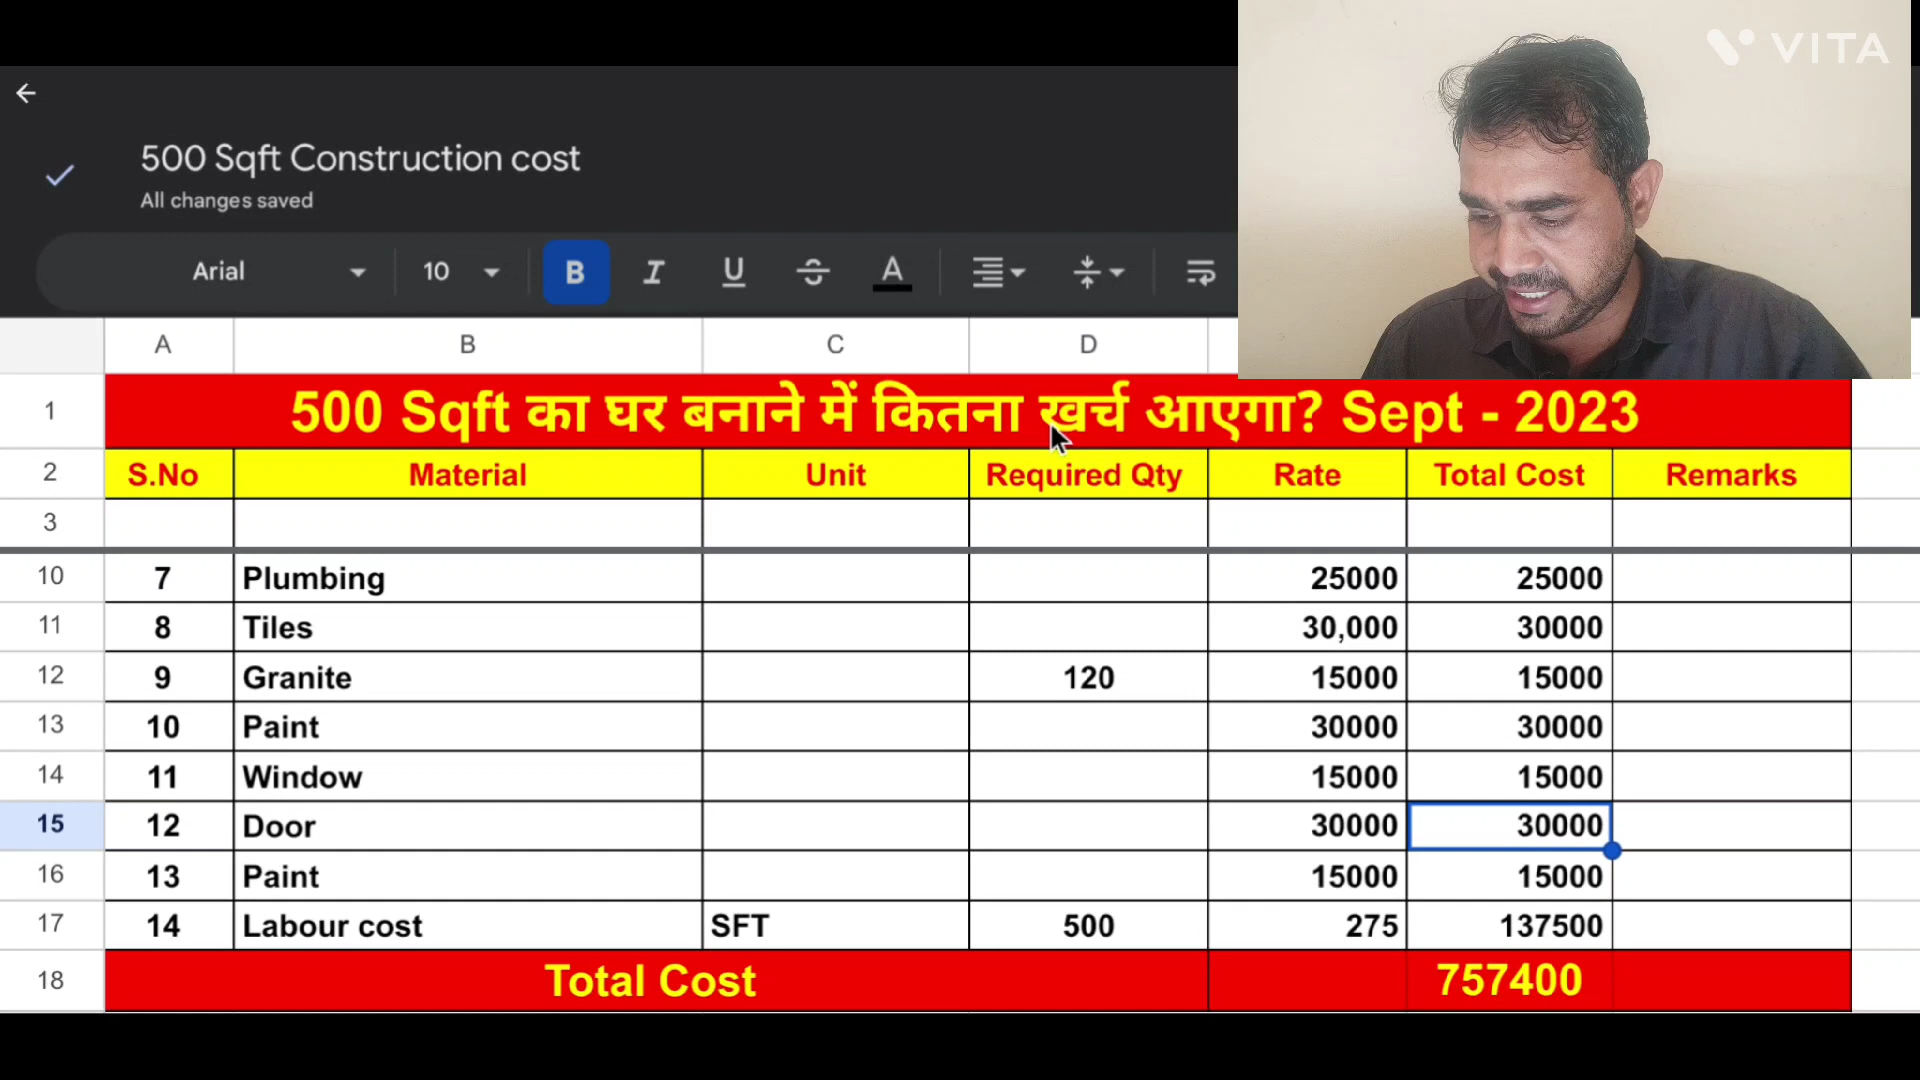 VITA
500 Sqft Construction cost
All changes saved
Arial 10 B I U S A
A B C D
1 500 Sqft का घर बनाने में कितना खर्च आएगा? Sept - 2023
2 S.No Material Unit Required Qty Rate Total Cost Remarks
3
10 7 Plumbing 25000 25000
11 8 Tiles 30,000 30000
12 9 Granite 120 15000 15000
13 10 Paint 30000 30000
14 11 Window 15000 15000
15 12 Door 30000 30000
16 13 Paint 15000 15000
17 14 Labour cost SFT 500 275 137500
18 Total Cost 757400